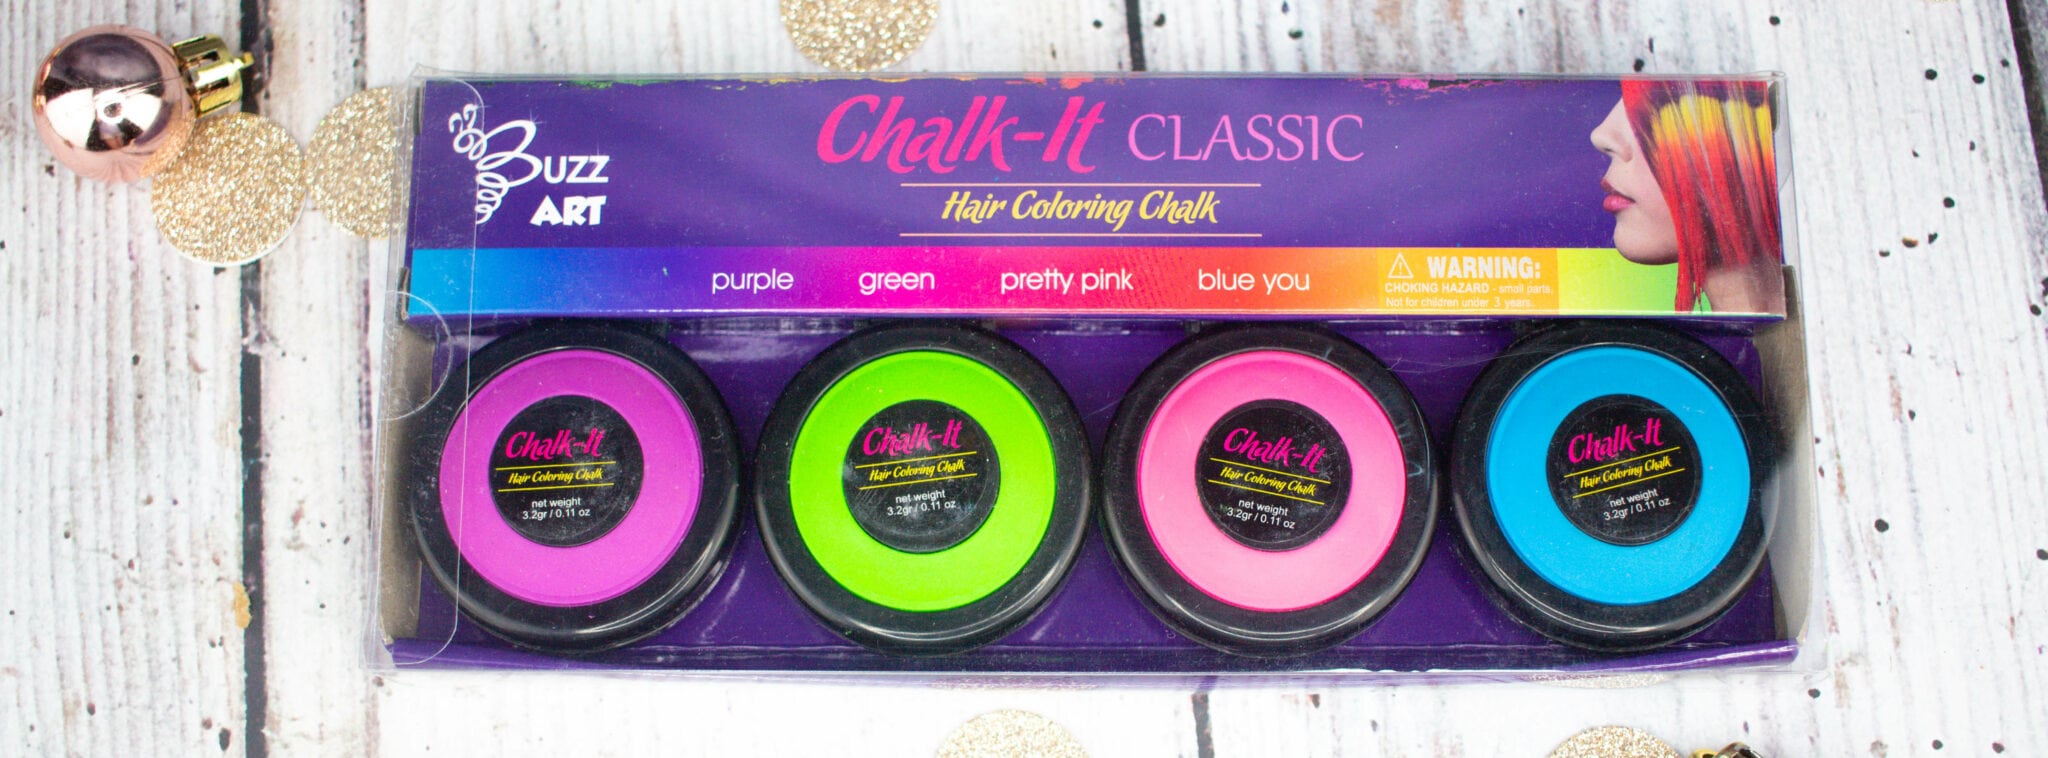 BUZZ
ART
Chalk-It CLASSIC
Hair Coloring Chalk
purple green pretty pink blue you
WARNING:
CHOKING HAZARD - small parts.
Not for children under 3 years.
Chalk-It
Hair Coloring Chalk
net weight
3.2gr / 0.11 oz
Chalk-It
Hair Coloring Chalk
net weight
3.2gr / 0.11 oz
Chalk-It
Hair Coloring Chalk
net weight
3.2gr / 0.11 oz
Chalk-It
Hair Coloring Chalk
net weight
3.2gr / 0.11 oz